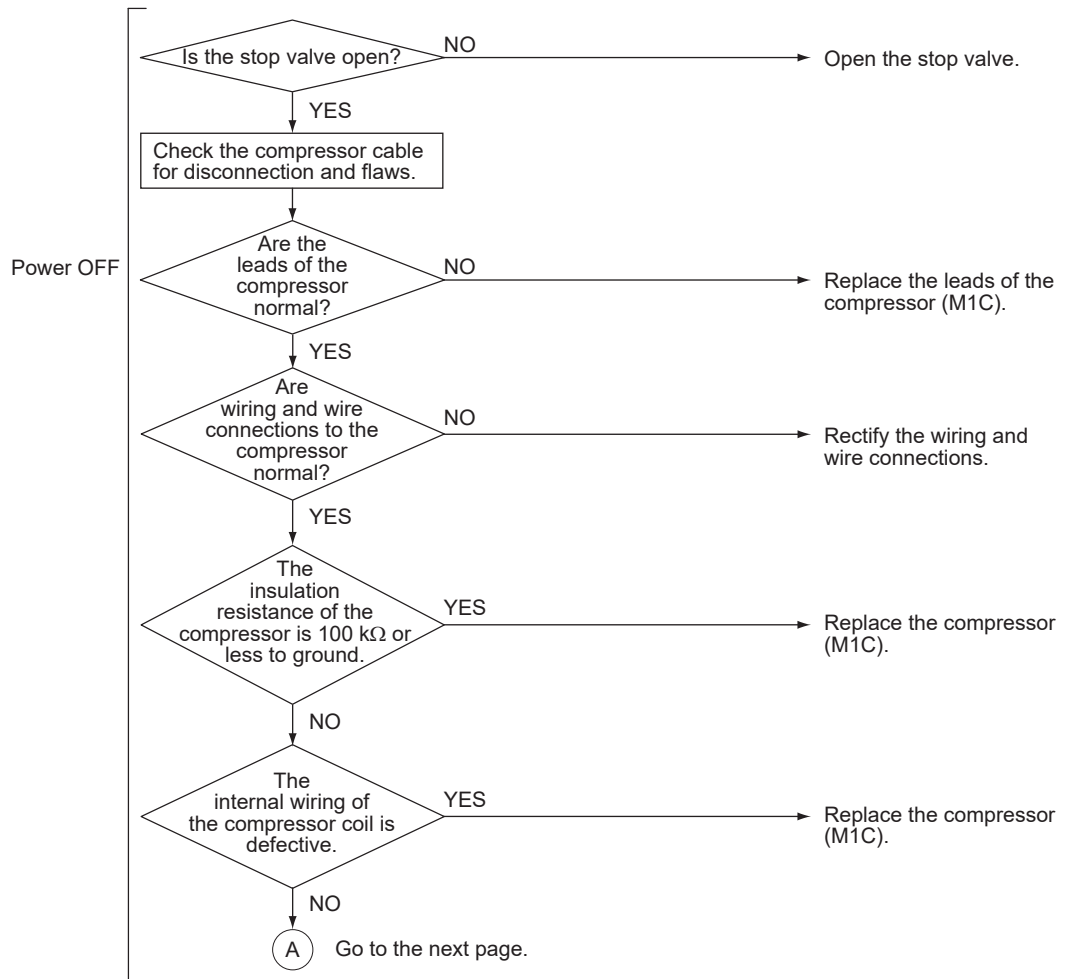 Is the stop valve open?
NO
Open the stop valve.
YES
Check the compressor cable
for disconnection and flaws.
Power OFF
Are the
leads of the
compressor
normal?
NO
Replace the leads of the
compressor (M1C).
YES
Are
wiring and wire
connections to the
compressor
normal?
NO
Rectify the wiring and
wire connections.
YES
The
insulation
resistance of the
compressor is 100 kΩ or
less to ground.
YES
Replace the compressor
(M1C).
NO
The
internal wiring of
the compressor coil is
defective.
YES
Replace the compressor
(M1C).
NO
A
Go to the next page.